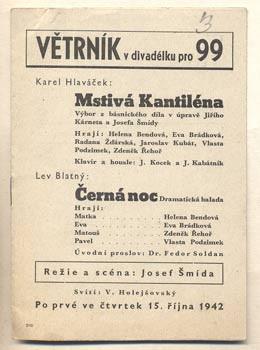 3
VĚTRNÍK v divadélku pro 99
Karel Hlaváček:
Mstivá Kantiléna
Výbor z básnického díla v úpravě Jiřího
Kárneta a Josefa Šmídy
Hrají: Helena Bendová, Eva Brádková,
Radana Žďárská, Jaroslav Kubát, Vlasta
Podzimek, Zdeněk Řehoř
Klavír a housle: J. Kocek a J. Kabátník
Lev Blatný:
Černá noc Dramatická balada
Hrají:
Matka . . . . . . . . Helena Bendová
Eva . . . . . . . . Eva Brádková
Matouš . . . . . . . . Zdeněk Řehoř
Pavel . . . . . . . . Vlasta Podzimek
Úvodní proslov: Dr. Fedor Soldan
Režie a scéna: Josef Šmída
Svítí: V. Holejšovský
Po prvé ve čtvrtek 15. října 1942